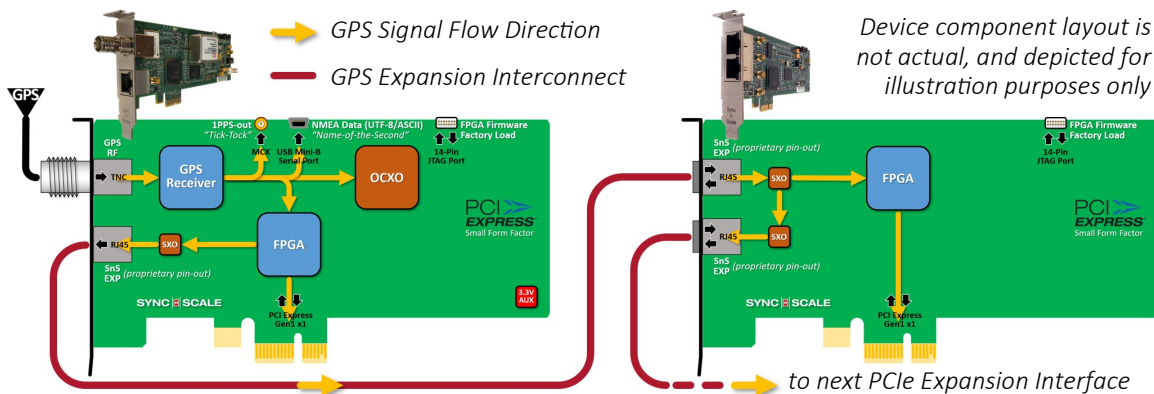 GPS Signal Flow Direction
GPS Expansion Interconnect
Device component layout is
not actual, and depicted for
illustration purposes only
GPS
GPS
RF
TNC
GPS
Receiver
1PPS-out
"Tick-Tock"
MCX
NMEA Data (UTF-8/ASCII)
"Name-of-the-Second"
USB Mini-B
Serial Port
FPGA Firmware
Factory Load
14-Pin
JTAG Port
OCXO
PCI
EXPRESS®
Small Form Factor
RJ45
SXO
FPGA
SnS
EXP
(proprietary pin-out)
SYNC SCALE
PCI Express
Gen1 x1
3.3V
AUX
SnS
EXP
(proprietary pin-out)
RJ45
SXO
FPGA
FPGA Firmware
Factory Load
14-Pin
JTAG Port
PCI
EXPRESS®
Small Form Factor
RJ45
SXO
SnS
EXP
(proprietary pin-out)
SYNC SCALE
PCI Express
Gen1 x1
to next PCIe Expansion Interface